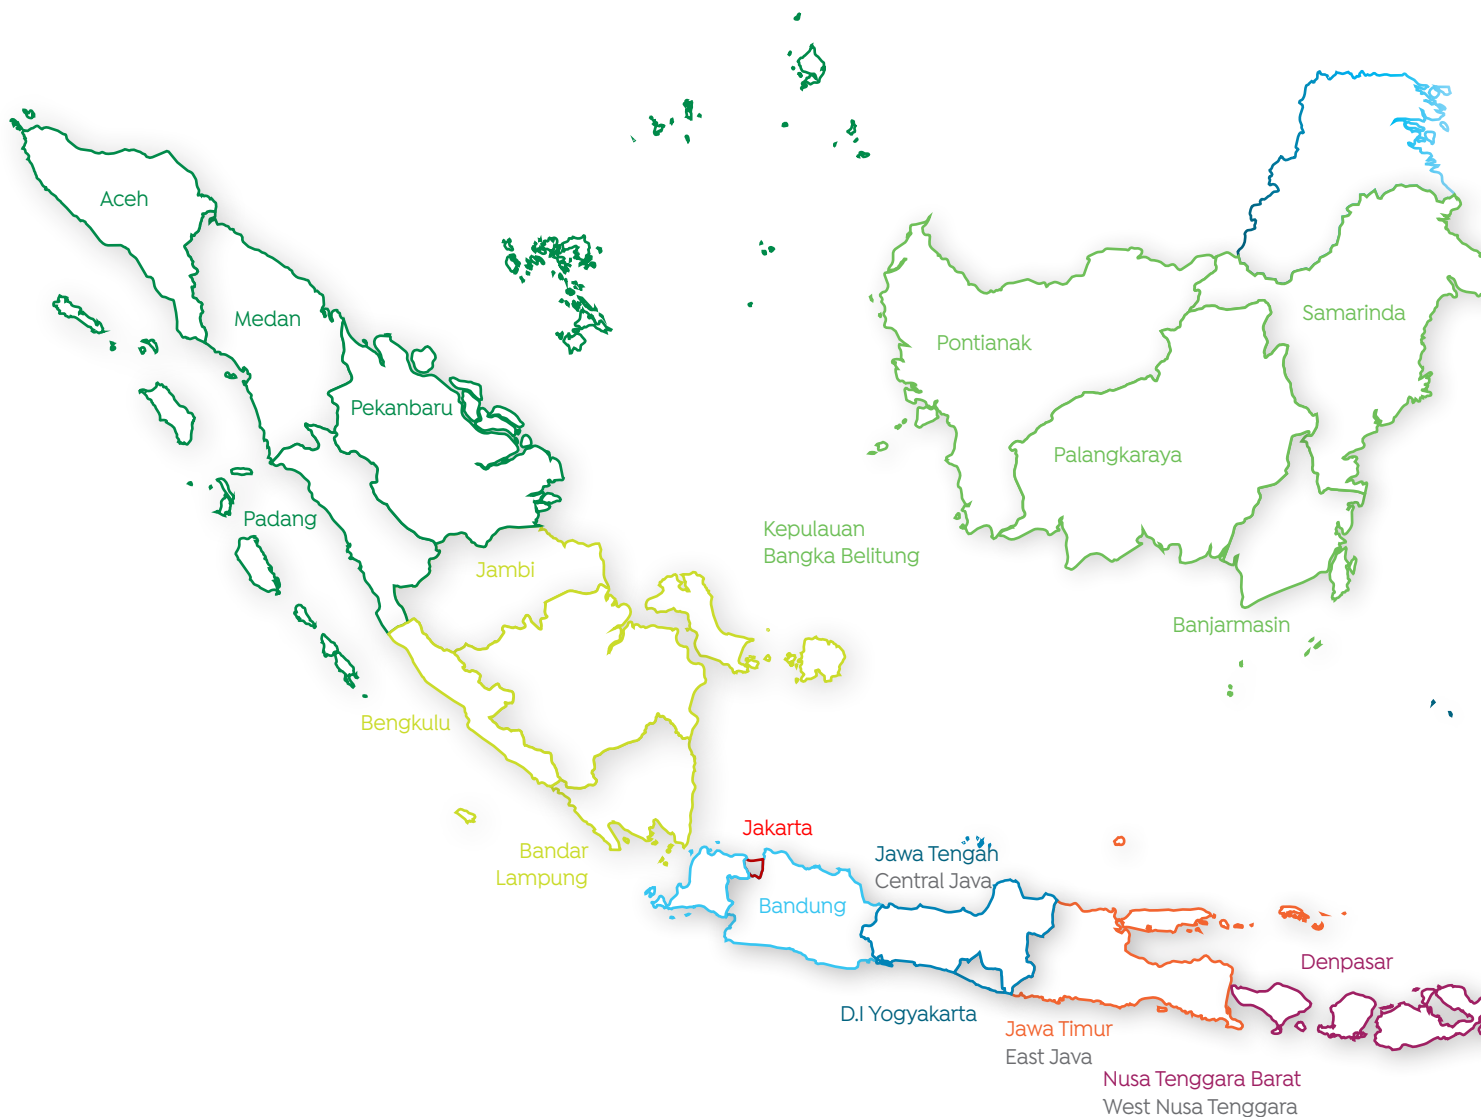 Aceh
Medan
Samarinda
Pontianak
Pekanbaru
Palangkaraya
Padang
Kepulauan
Bangka Belitung
Jambi
Banjarmasin
Bengkulu
Jakarta
Bandar
Lampung
Jawa Tengah
Central Java
Bandung
Denpasar
D.I Yogyakarta
Jawa Timur
East Java
Nusa Tenggara Barat
West Nusa Tenggara